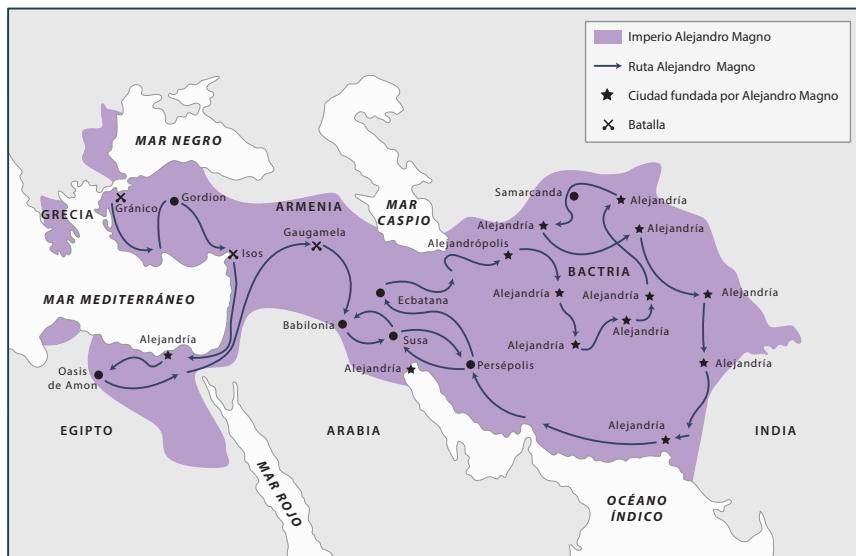 Imperio Alejandro Magno
Ruta Alejandro Magno
Ciudad fundada por Alejandro Magno
Batalla
MAR NEGRO
GRECIA
Gránico
Gordion
ARMENIA
Gaugamela
Isos
MAR
CASPIO
Samarcanda
Alejandría
Alejandría
Alejandría
Alejandrópolis
BACTRIA
MAR MEDITERRÁNEO
Ecbatana
Alejandría
Alejandría
Alejandría
Babilonia
Alejandría
Susa
Alejandría
Alejandría
Persépolis
Alejandría
Oasis
de Amon
Alejandría
Alejandría
EGIPTO
ARABIA
INDIA
MAR ROJO
OCÉANO
ÍNDICO